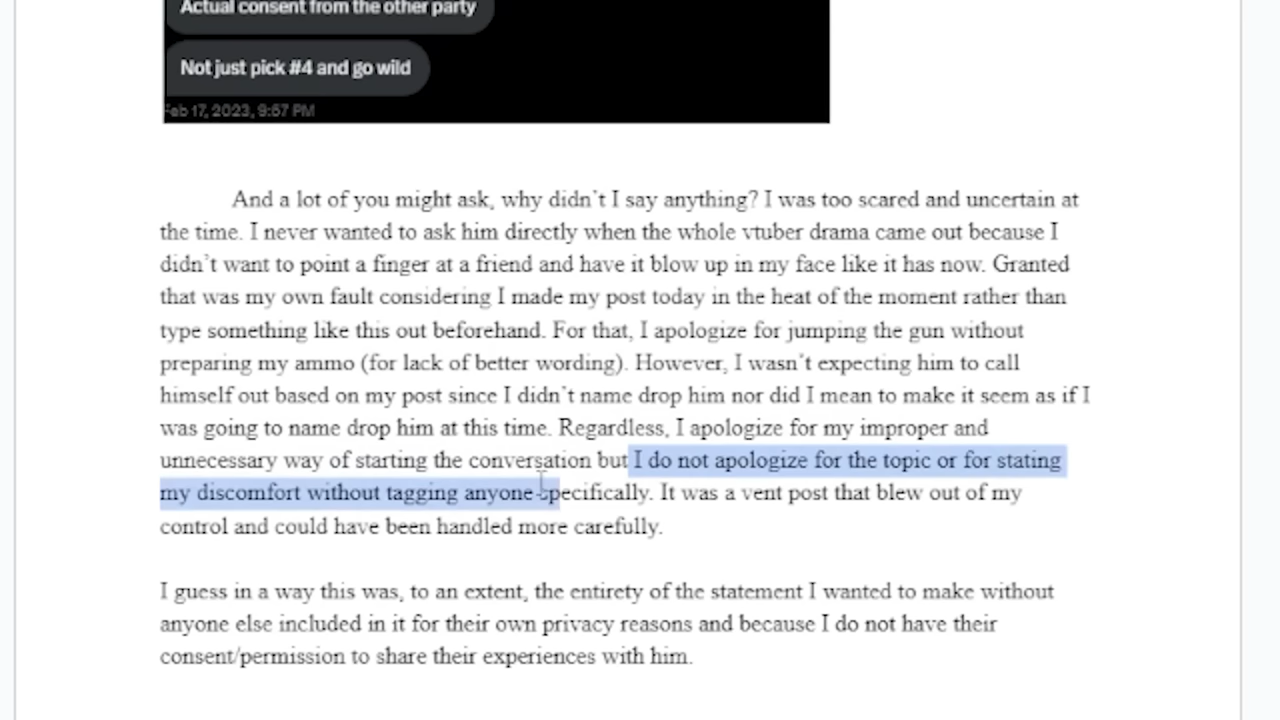 Actual consent from the other party
Not just pick #4 and go wild
Feb 17, 2023, 9:57 PM
And a lot of you might ask, why didn't I say anything? I was too scared and uncertain at
the time. I never wanted to ask him directly when the whole vtuber drama came out because I
didn't want to point a finger at a friend and have it blow up in my face like it has now. Granted
that was my own fault considering I made my post today in the heat of the moment rather than
type something like this out beforehand. For that, I apologize for jumping the gun without
preparing my ammo (for lack of better wording). However, I wasn't expecting him to call
himself out based on my post since I didn't name drop him nor did I mean to make it seem as if I
was going to name drop him at this time. Regardless, I apologize for my improper and
unnecessary way of starting the conversation but I do not apologize for the topic or for stating
my discomfort without tagging anyone specifically. It was a vent post that blew out of my
control and could have been handled more carefully.
I guess in a way this was, to an extent, the entirety of the statement I wanted to make without
anyone else included in it for their own privacy reasons and because I do not have their
consent/permission to share their experiences with him.